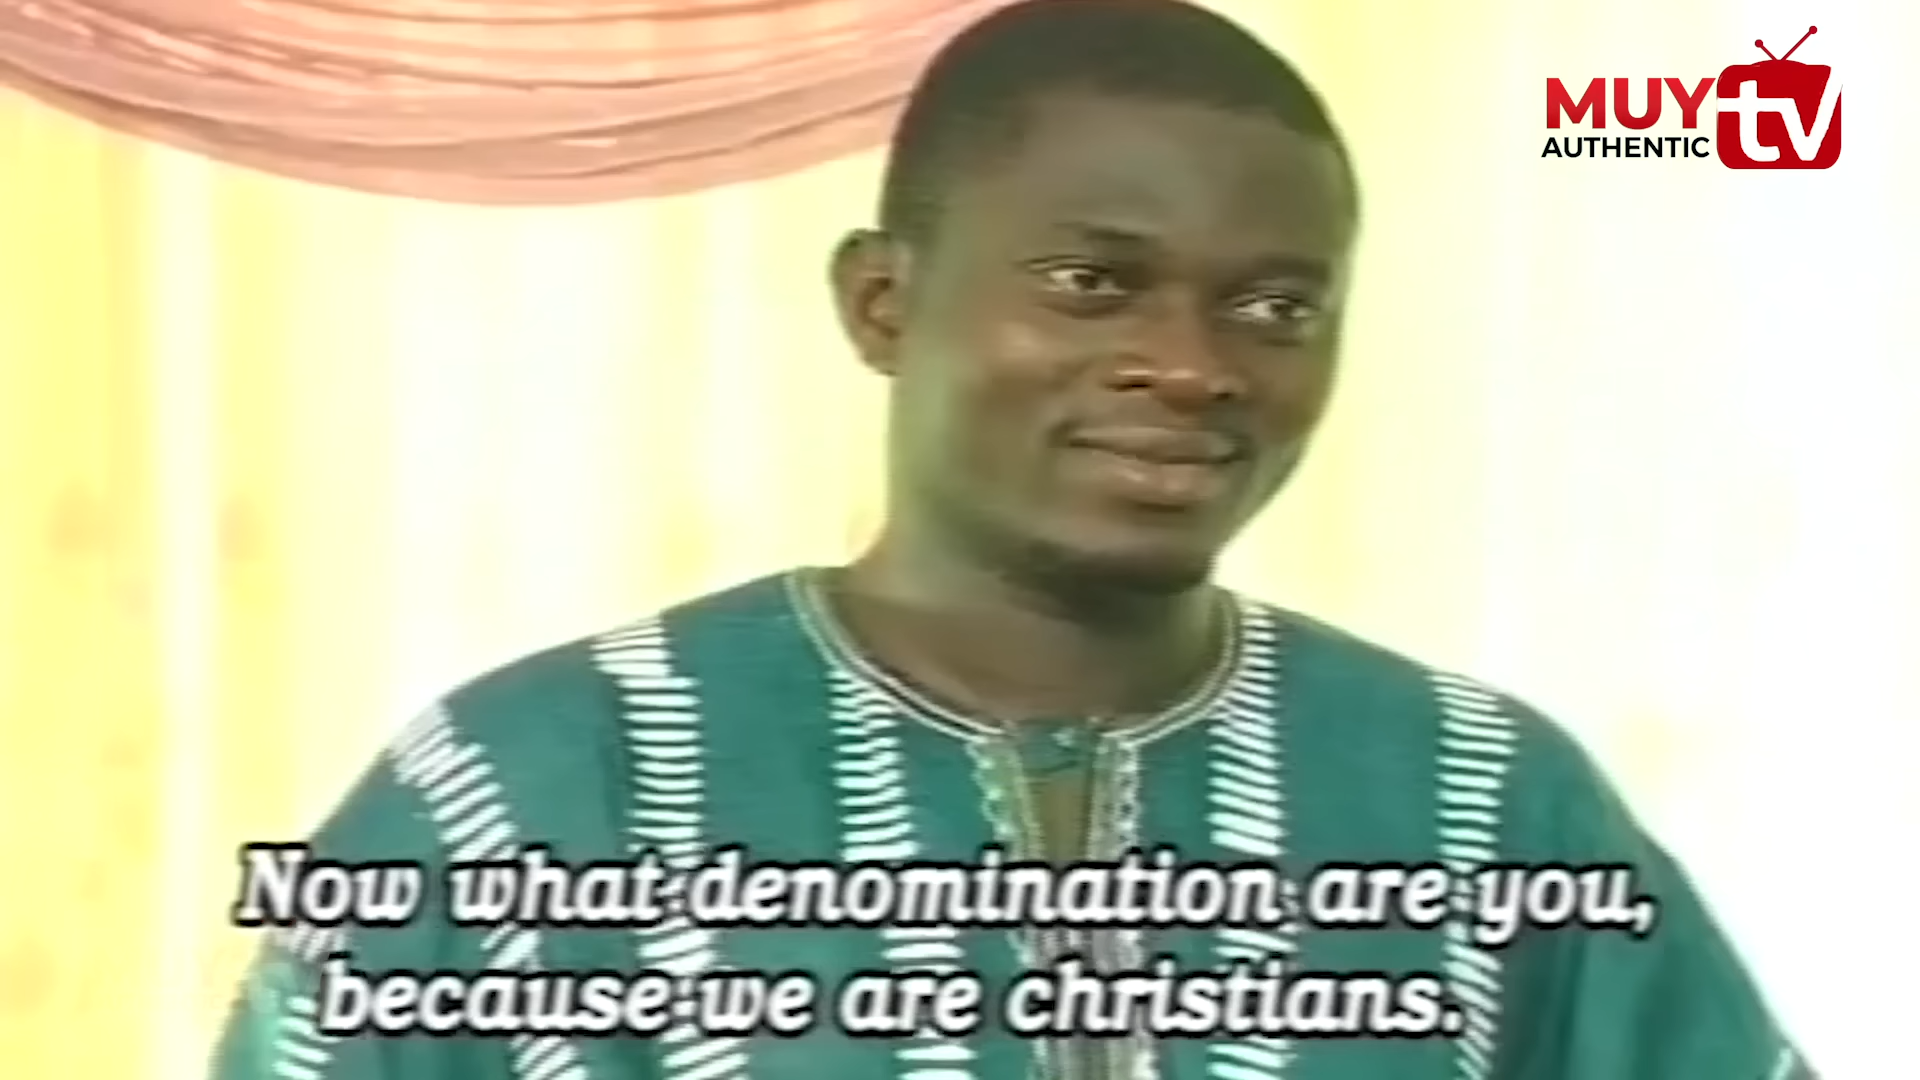 MUY tv
AUTHENTIC
Now what denomination are you,
because we are christians.